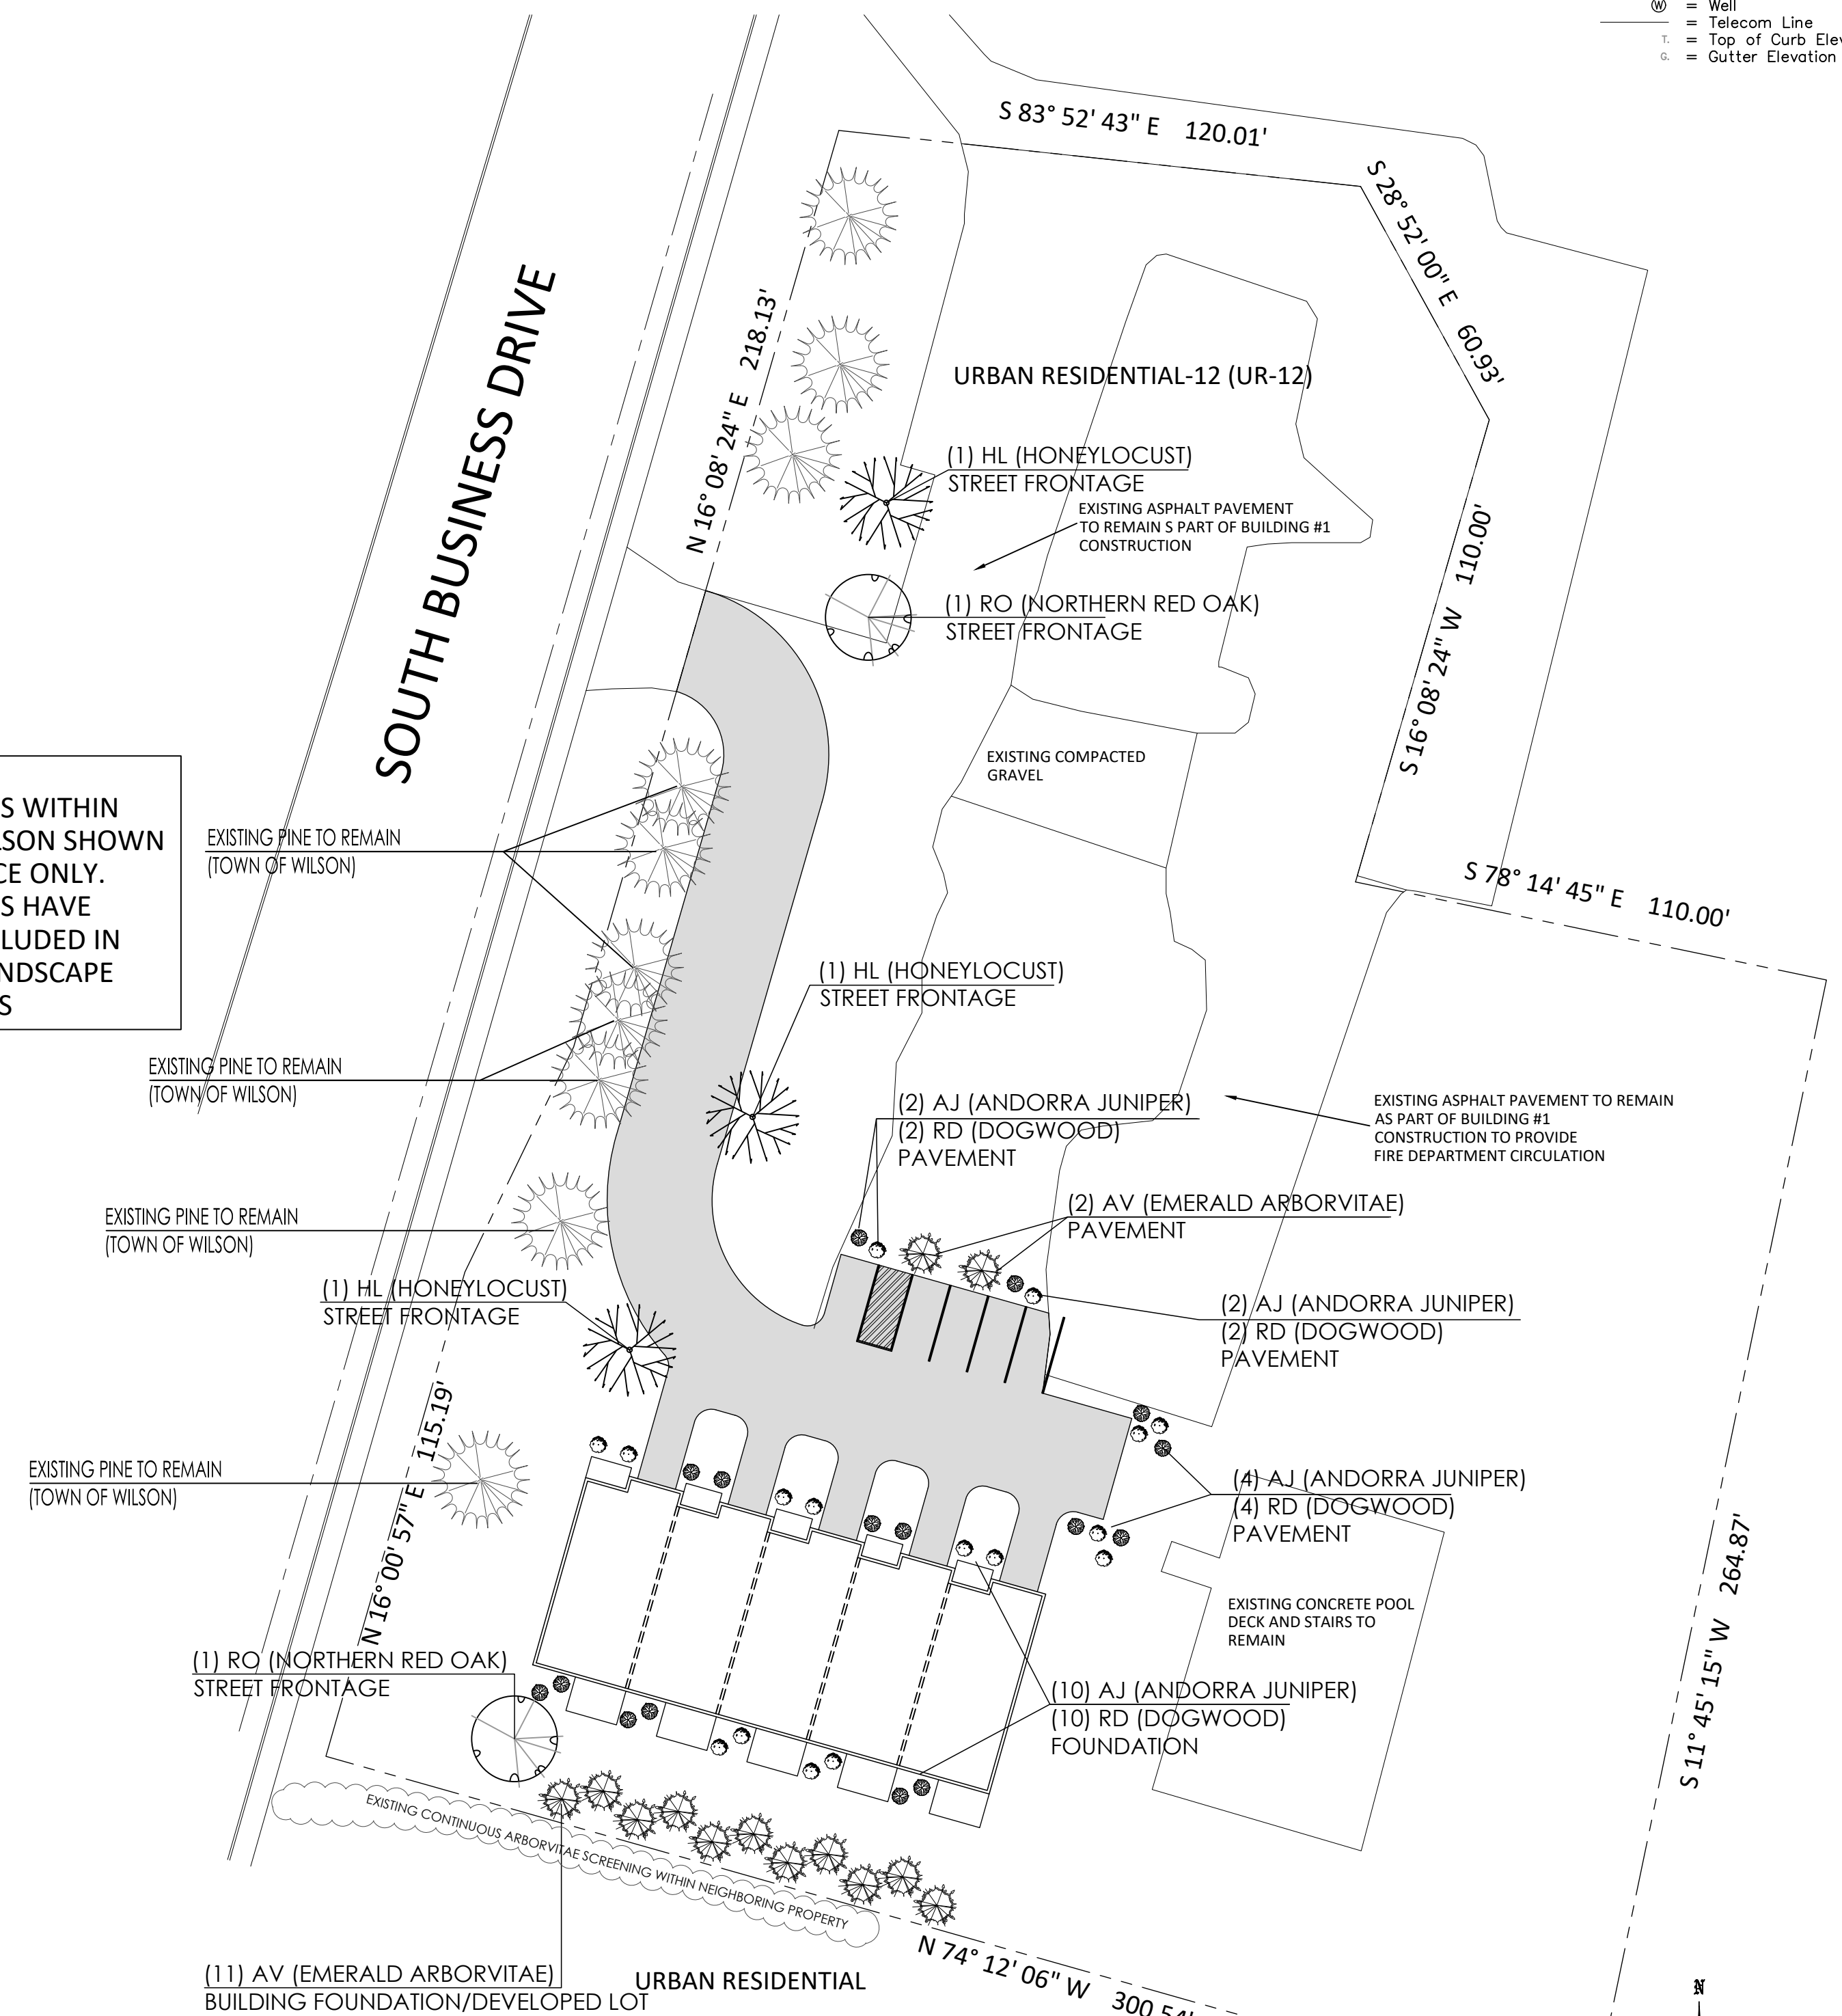 Ⓦ = Well
= Telecom Line
T. = Top of Curb Elev
G. = Gutter Elevation
S 83° 52' 43" E 120.01'
S 28° 52' 00" E 60.93'
SOUTH BUSINESS DRIVE
N 16° 08' 24" E 218.13'
URBAN RESIDENTIAL-12 (UR-12)
(1) HL (HONEYLOCUST)
STREET FRONTAGE
EXISTING ASPHALT PAVEMENT
TO REMAIN S PART OF BUILDING #1
CONSTRUCTION
(1) RO (NORTHERN RED OAK)
STREET FRONTAGE
S 16° 08' 24" W 110.00'
EXISTING COMPACTED
GRAVEL
S WITHIN
LSON SHOWN
CE ONLY.
S HAVE
LUDED IN
NDSCAPE
S
EXISTING PINE TO REMAIN
(TOWN OF WILSON)
S 78° 14' 45" E 110.00'
(1) HL (HONEYLOCUST)
STREET FRONTAGE
EXISTING PINE TO REMAIN
(TOWN OF WILSON)
(2) AJ (ANDORRA JUNIPER)
(2) RD (DOGWOOD)
PAVEMENT
EXISTING ASPHALT PAVEMENT TO REMAIN
AS PART OF BUILDING #1
CONSTRUCTION TO PROVIDE
FIRE DEPARTMENT CIRCULATION
(2) AV (EMERALD ARBORVITAE)
PAVEMENT
EXISTING PINE TO REMAIN
(TOWN OF WILSON)
(1) HL (HONEYLOCUST)
STREET FRONTAGE
(2) AJ (ANDORRA JUNIPER)
(2) RD (DOGWOOD)
PAVEMENT
N 16° 00' 57" E 115.19'
EXISTING PINE TO REMAIN
(TOWN OF WILSON)
(4) AJ (ANDORRA JUNIPER)
(4) RD (DOGWOOD)
PAVEMENT
S 11° 45' 15" W 264.87'
EXISTING CONCRETE POOL
DECK AND STAIRS TO
REMAIN
(1) RO (NORTHERN RED OAK)
STREET FRONTAGE
(10) AJ (ANDORRA JUNIPER)
(10) RD (DOGWOOD)
FOUNDATION
EXISTING CONTINUOUS ARBORVITAE SCREENING WITHIN NEIGHBORING PROPERTY
N 74° 12' 06" W 300.54'
(11) AV (EMERALD ARBORVITAE)
BUILDING FOUNDATION/DEVELOPED LOT
URBAN RESIDENTIAL
N